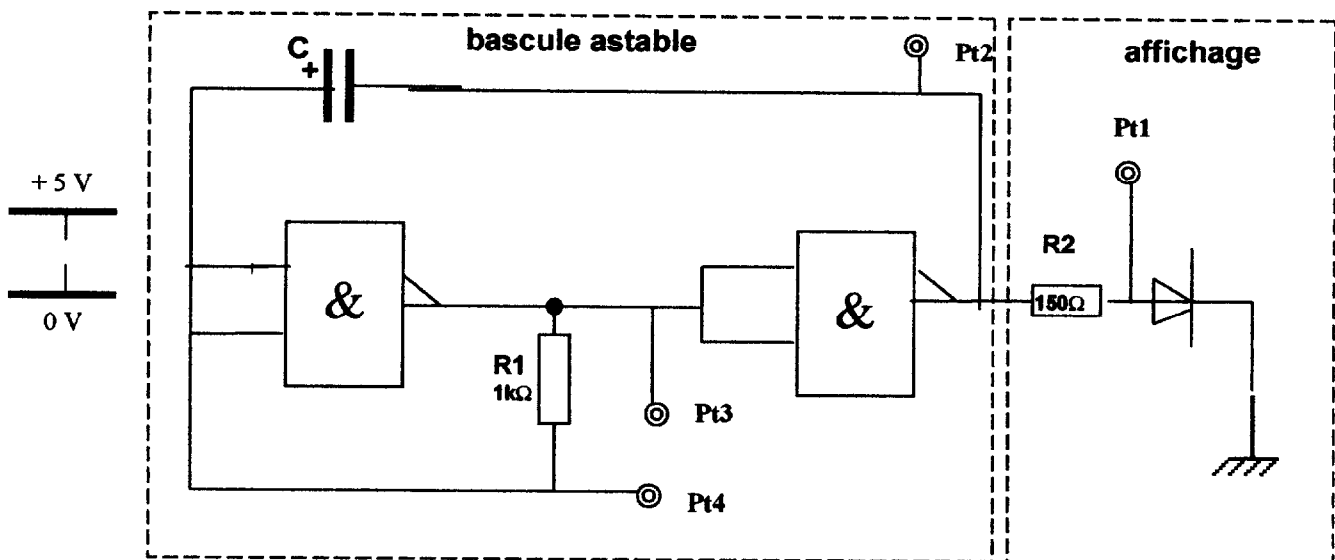 bascule astable
affichage
C
+
Pt2
Pt1
+ 5 V
0 V
&
&
R2
150Ω
R1
1kΩ
Pt3
Pt4